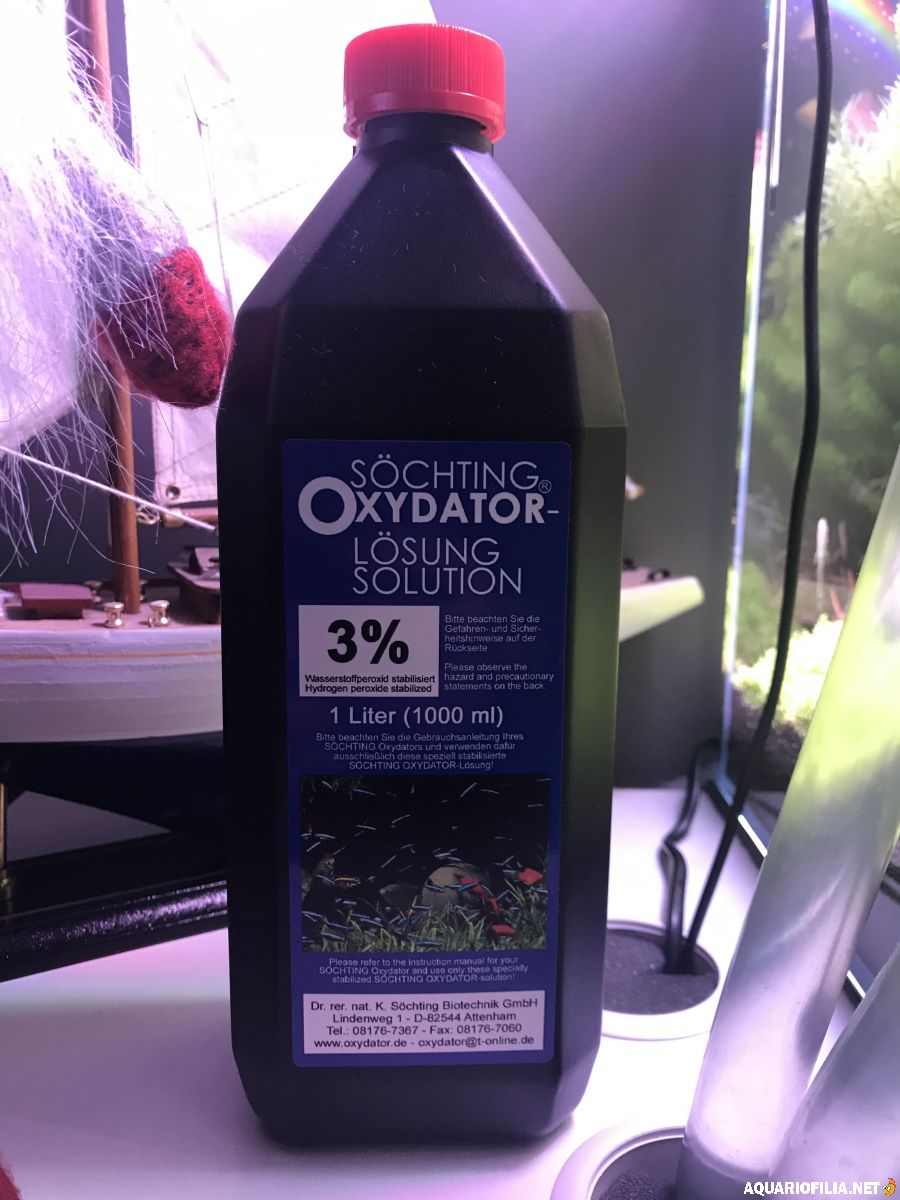 SÖCHTING
OXYDATOR®-
LÖSUNG
SOLUTION
3%
Wasserstoffperoxid stabilisiert
Hydrogen peroxide stabilized
Bitte beachten Sie die
Gefahren- und Sicher-
heitshinweise auf der
Rückseite
Please observe the
hazard and precautionary
statements on the back.
1 Liter (1000 ml)
Bitte beachten Sie die Gebrauchsanleitung Ihres
SÖCHTING Oxydators und verwenden dafür
ausschließlich diese speziell stabilisierte
SÖCHTING OXYDATOR-Lösung!
Please refer to the instruction manual for your
SÖCHTING Oxydator and use only these specially
stabilized SÖCHTING OXYDATOR-solution!
Dr. rer. nat. K. Söchting Biotechnik GmbH
Lindenweg 1 - D-82544 Attenham
Tel.: 08176-7367 - Fax: 08176-7060
www.oxydator.de - oxydator@t-online.de
AQUARIOFILIA.NET